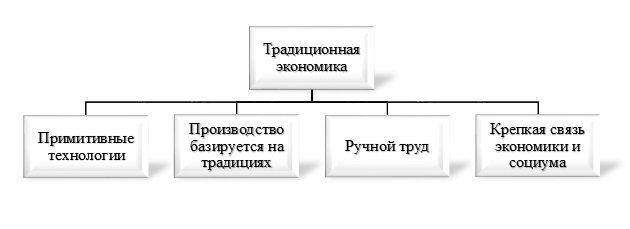 Традиционная
экономика
Примитивные
технологии
Производство
базируется на
традициях
Ручной труд
Крепкая связь
экономики и
социума